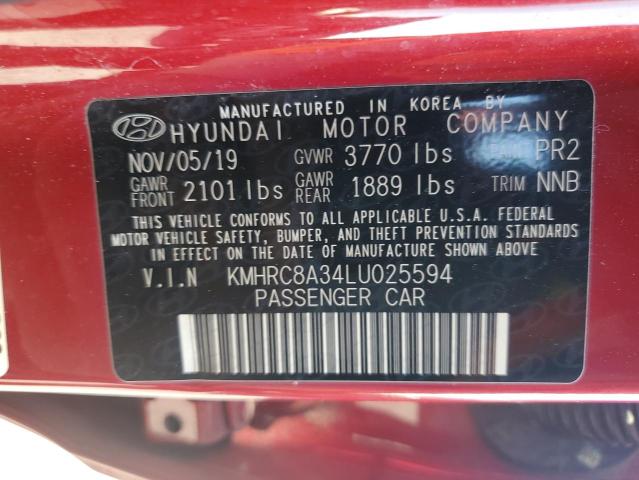 MANUFACTURED IN KOREA BY
HYUNDAI MOTOR COMPANY
NOV/05/19 GVWR 3770 lbs PAINT PR2
GAWR FRONT 2101 lbs GAWR REAR 1889 lbs TRIM NNB
THIS VEHICLE CONFORMS TO ALL APPLICABLE U.S.A. FEDERAL
MOTOR VEHICLE SAFETY, BUMPER, AND THEFT PREVENTION STANDARDS
IN EFFECT ON THE DATE OF MANUFACTURE SHOWN ABOVE.
V.I.N KMHRC8A34LU025594
PASSENGER CAR